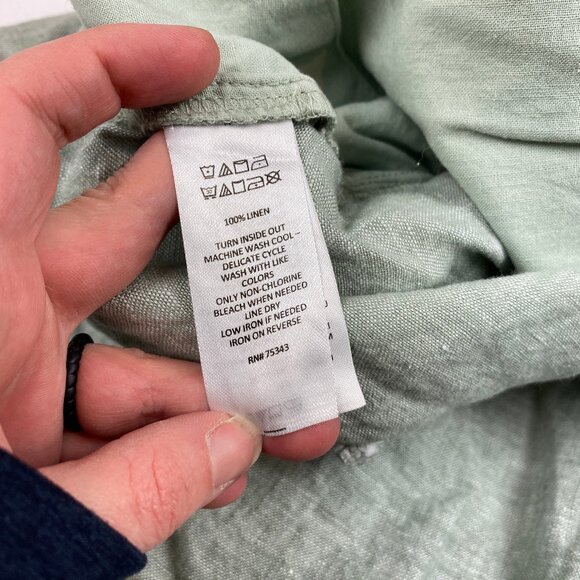 100% LINEN
TURN INSIDE OUT
MACHINE WASH COOL –
DELICATE CYCLE
WASH WITH LIKE
COLORS
ONLY NON-CHLORINE
BLEACH WHEN NEEDED
LINE DRY
LOW IRON IF NEEDED
IRON ON REVERSE
RN# 75343